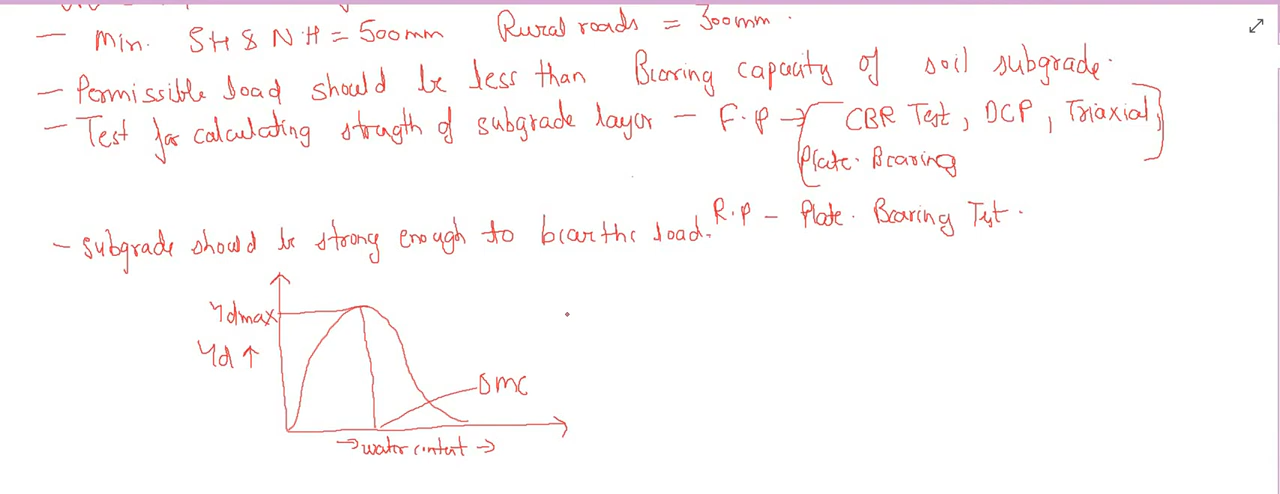 - Min. SH & NH = 500mm Rural roads = 300mm.
- Permissible load should be less than Bearing capacity of soil subgrade.
- Test for calculating strength of subgrade layer - F.P → CBR Test, DCP, Triaxial,
Plate. Bearing
R.P - Plate. Bearing Test.
- subgrade should be strong enough to bear the load.
γdmax
γd ↑
OMC
→ water content →